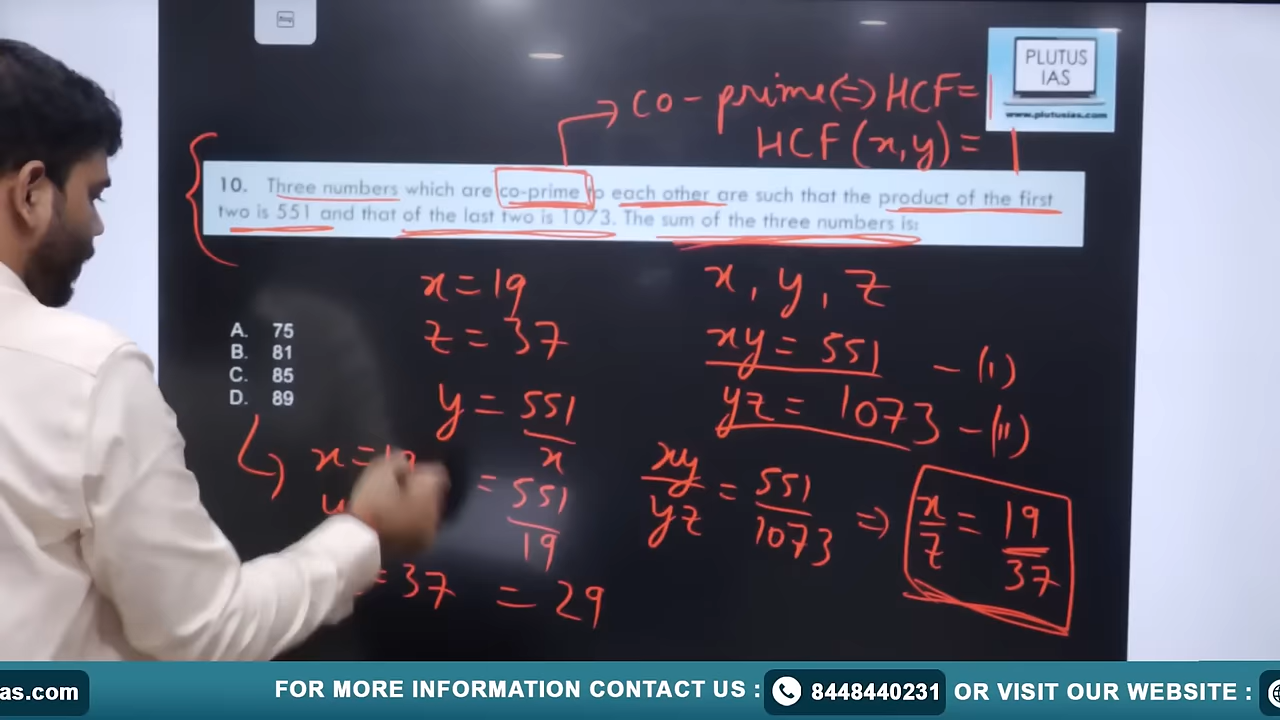 PLUTUS
IAS
www.plutusias.com
Co-prime(=) HCF=1
HCF(x,y) = 1
10. Three numbers which are co-prime to each other are such that the product of the first
two is 551 and that of the last two is 1073. The sum of the three numbers is:
A. 75
B. 81
C. 85
D. 89
x = 19
z = 37
y = 551
x
= 551
19
= 29
x = 19
y
= 37
x, y, z
xy = 551 - (I)
yz = 1073 - (II)
xy
yz
= 551
1073
=> x
z
= 19
37
as.com
FOR MORE INFORMATION CONTACT US : 8448440231 OR VISIT OUR WEBSITE :